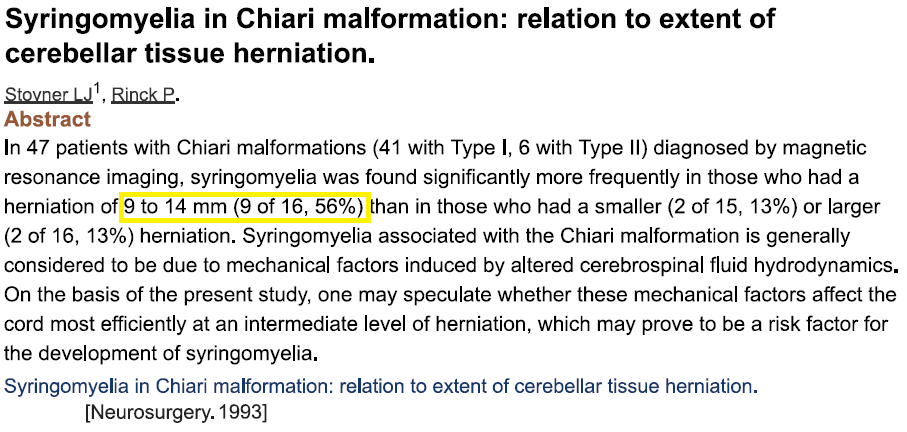 Syringomyelia in Chiari malformation: relation to extent of
cerebellar tissue herniation.
Stovner LJ1, Rinck P.
Abstract
In 47 patients with Chiari malformations (41 with Type I, 6 with Type II) diagnosed by magnetic
resonance imaging, syringomyelia was found significantly more frequently in those who had a
herniation of 9 to 14 mm (9 of 16, 56%) than in those who had a smaller (2 of 15, 13%) or larger
(2 of 16, 13%) herniation. Syringomyelia associated with the Chiari malformation is generally
considered to be due to mechanical factors induced by altered cerebrospinal fluid hydrodynamics.
On the basis of the present study, one may speculate whether these mechanical factors affect the
cord most efficiently at an intermediate level of herniation, which may prove to be a risk factor for
the development of syringomyelia.
Syringomyelia in Chiari malformation: relation to extent of cerebellar tissue herniation.
[Neurosurgery. 1993]